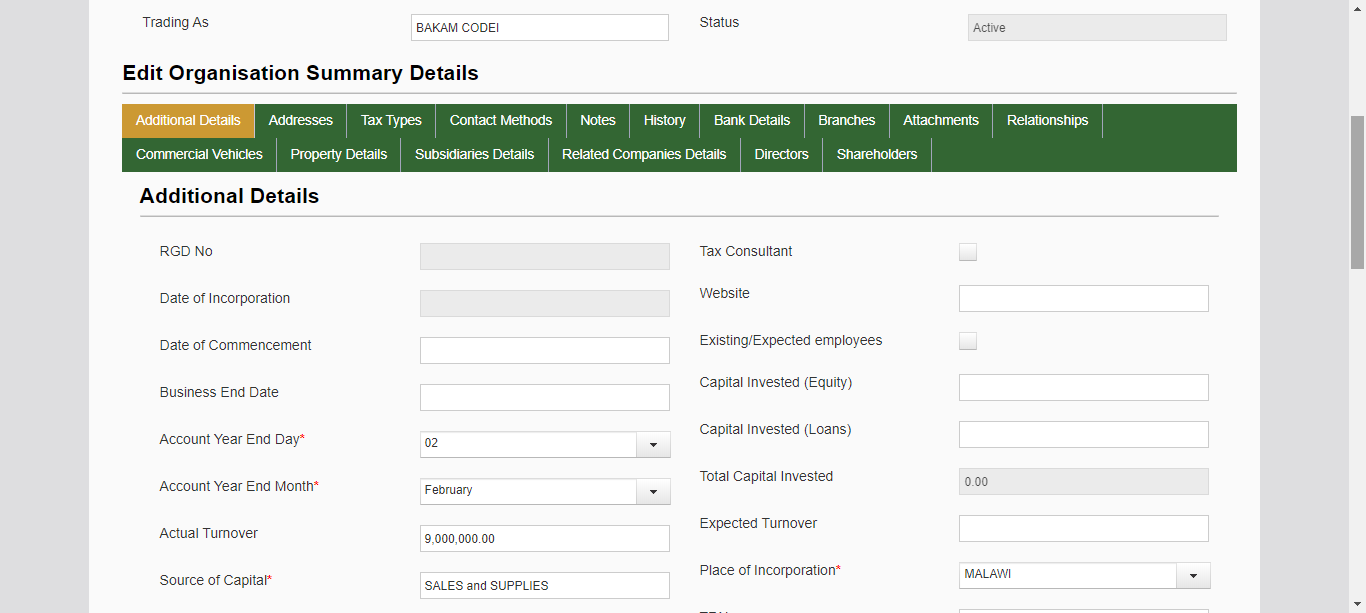 Trading As
BAKAM CODEI
Status
Active
Edit Organisation Summary Details
Additional Details
Addresses
Tax Types
Contact Methods
Notes
History
Bank Details
Branches
Attachments
Relationships
Commercial Vehicles
Property Details
Subsidiaries Details
Related Companies Details
Directors
Shareholders
Additional Details
RGD No
Date of Incorporation
Date of Commencement
Business End Date
Account Year End Day*
02
Account Year End Month*
February
Actual Turnover
9,000,000.00
Source of Capital*
SALES and SUPPLIES
Tax Consultant
Website
Existing/Expected employees
Capital Invested (Equity)
Capital Invested (Loans)
Total Capital Invested
0.00
Expected Turnover
Place of Incorporation*
MALAWI